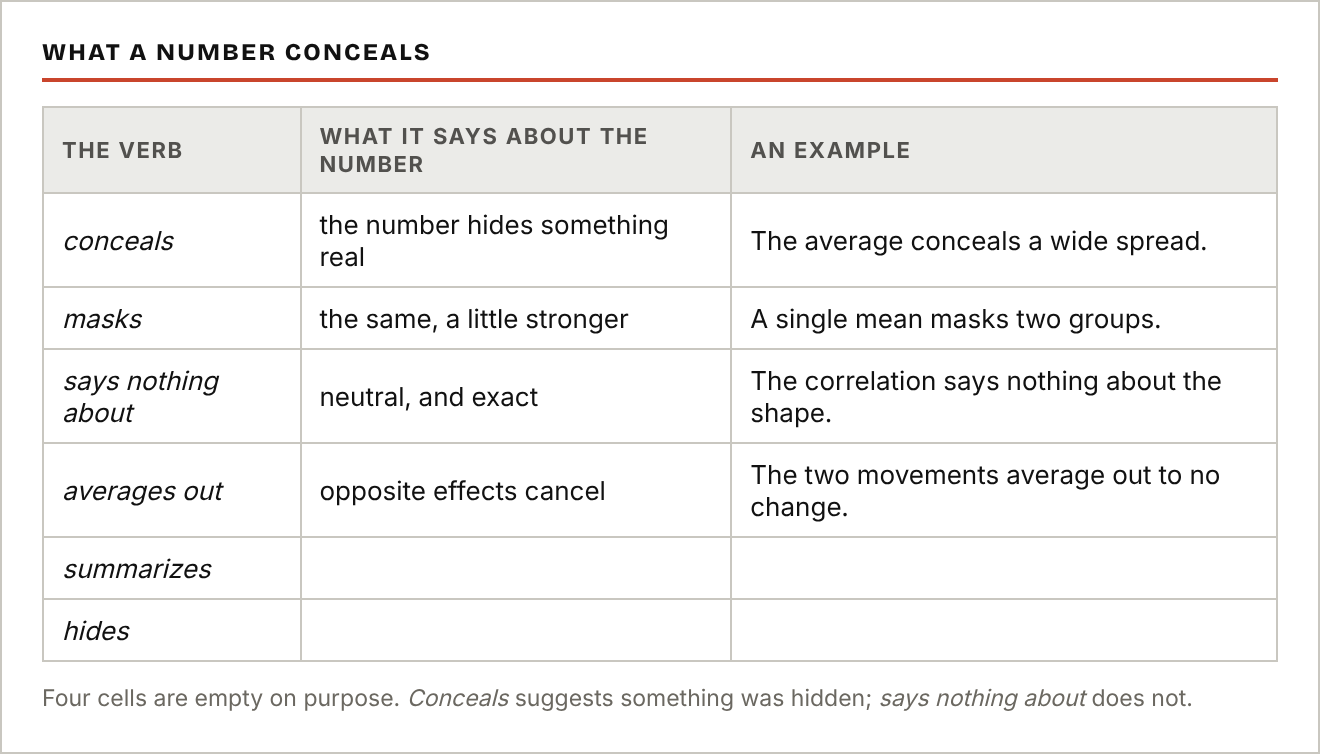 WHAT A NUMBER CONCEALS
THE VERB
WHAT IT SAYS ABOUT THE
NUMBER
AN EXAMPLE
conceals
the number hides something
real
The average conceals a wide spread.
masks
the same, a little stronger
A single mean masks two groups.
says nothing
about
neutral, and exact
The correlation says nothing about the
shape.
averages out
opposite effects cancel
The two movements average out to no
change.
summarizes
hides
Four cells are empty on purpose. Conceals suggests something was hidden; says nothing about does not.